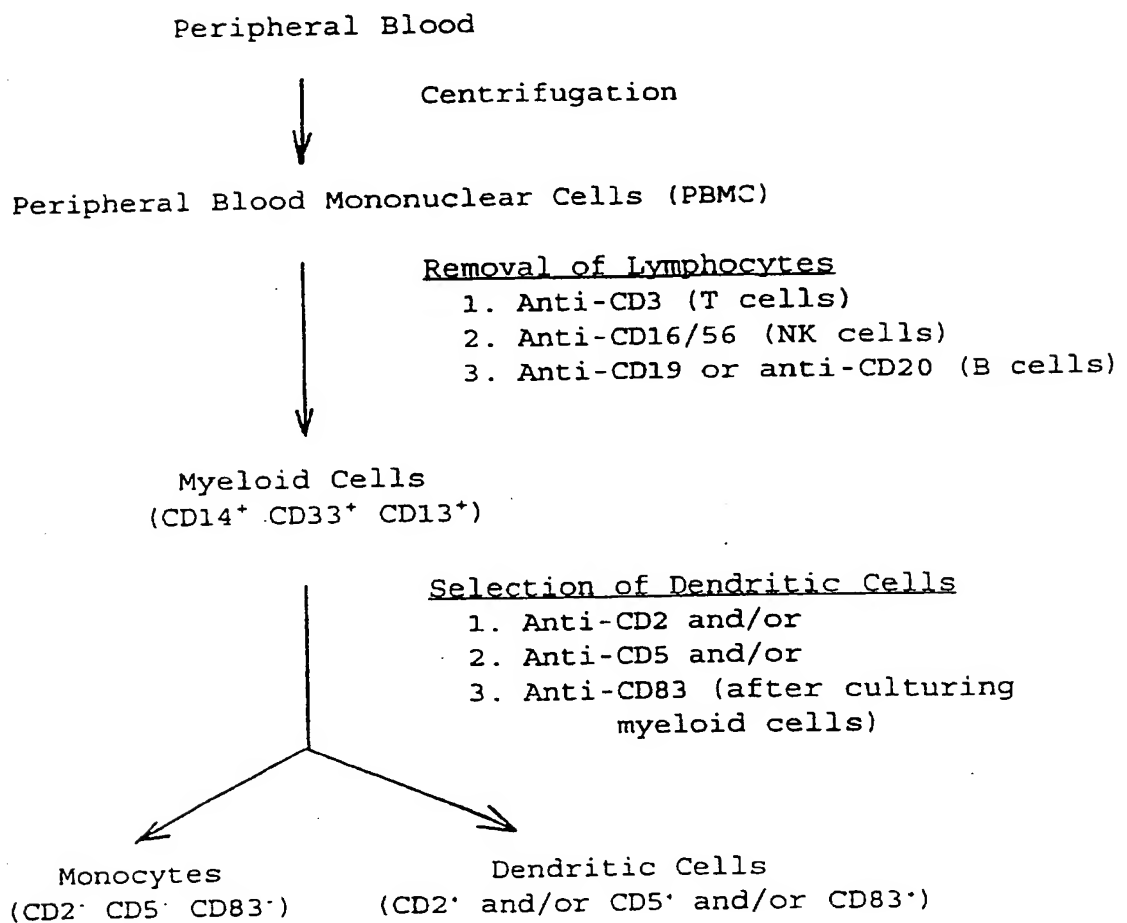 Peripheral Blood
Centrifugation
Peripheral Blood Mononuclear Cells (PBMC)
Removal of Lymphocytes
1. Anti-CD3 (T cells)
2. Anti-CD16/56 (NK cells)
3. Anti-CD19 or anti-CD20 (B cells)
Myeloid Cells
(CD14⁺ CD33⁺ CD13⁺)
Selection of Dendritic Cells
1. Anti-CD2 and/or
2. Anti-CD5 and/or
3. Anti-CD83 (after culturing
myeloid cells)
Monocytes
(CD2⁻ CD5⁻ CD83⁻)
Dendritic Cells
(CD2⁺ and/or CD5⁺ and/or CD83⁺)